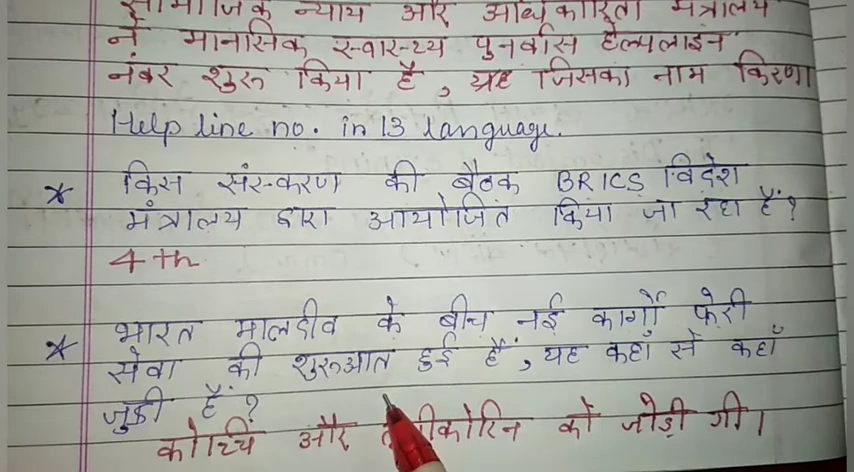 सामाजिक न्याय और अधिकारिता मंत्रालय
ने मानसिक स्वास्थ्य पुनर्वास हेल्पलाइन
नंबर शुरू किया है, यह जिसका नाम किरण
Help line no. in 13 language.
* किस संस्करण की बैठक BRICS विदेश
मंत्रालय द्वारा आयोजित किया जा रहा हैं?
4th
* भारत मालदीव के बीच नई कार्गो फेरी
सेवा की शुरुआत हुई हैं, यह कहाँ से कहाँ
जुड़ी हैं?
कोच्चि और को जोड़ी गी।